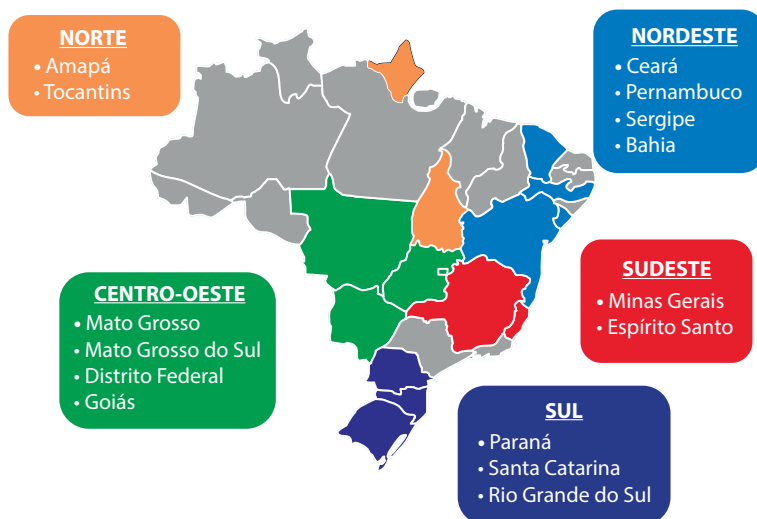 NORTE
• Amapá
• Tocantins
NORDESTE
• Ceará
• Pernambuco
• Sergipe
• Bahia
CENTRO-OESTE
• Mato Grosso
• Mato Grosso do Sul
• Distrito Federal
• Goiás
SUDESTE
• Minas Gerais
• Espírito Santo
SUL
• Paraná
• Santa Catarina
• Rio Grande do Sul